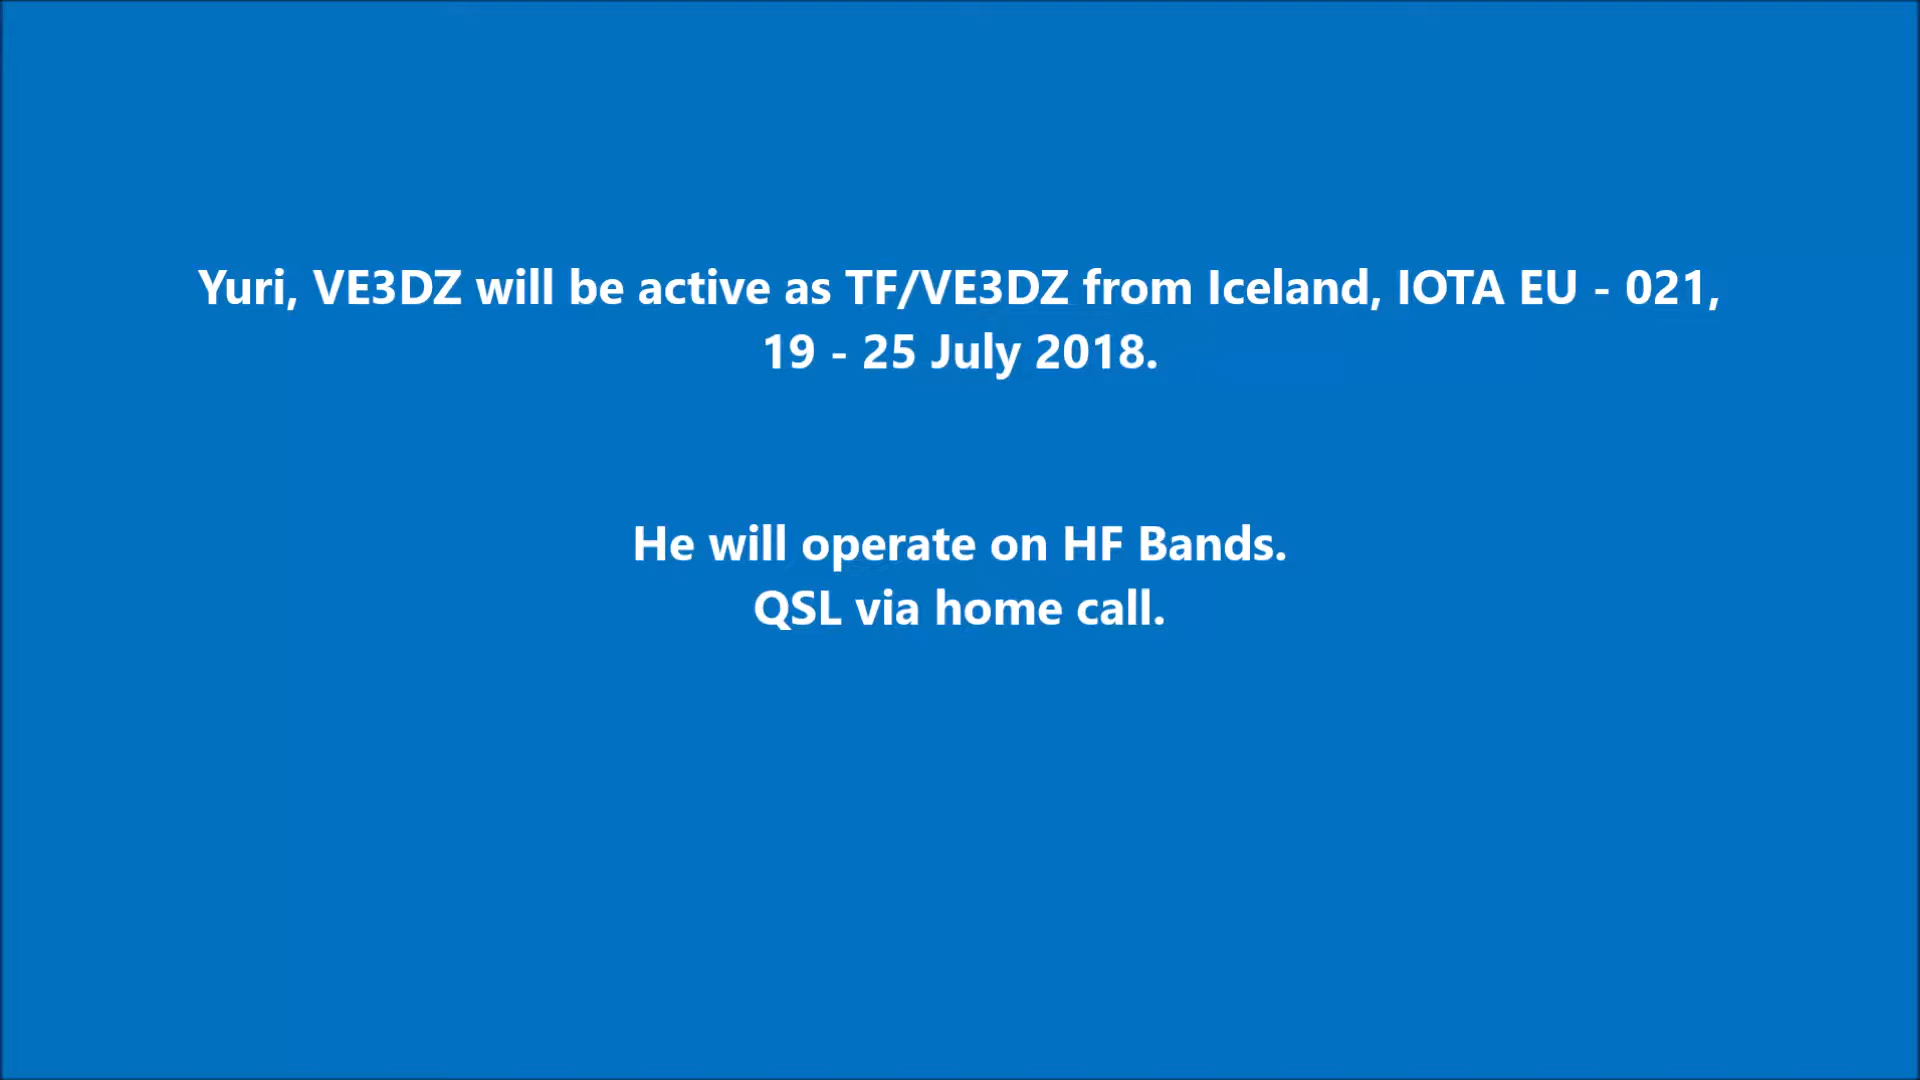 Yuri, VE3DZ will be active as TF/VE3DZ from Iceland, IOTA EU - 021,
19 - 25 July 2018.
He will operate on HF Bands.
QSL via home call.